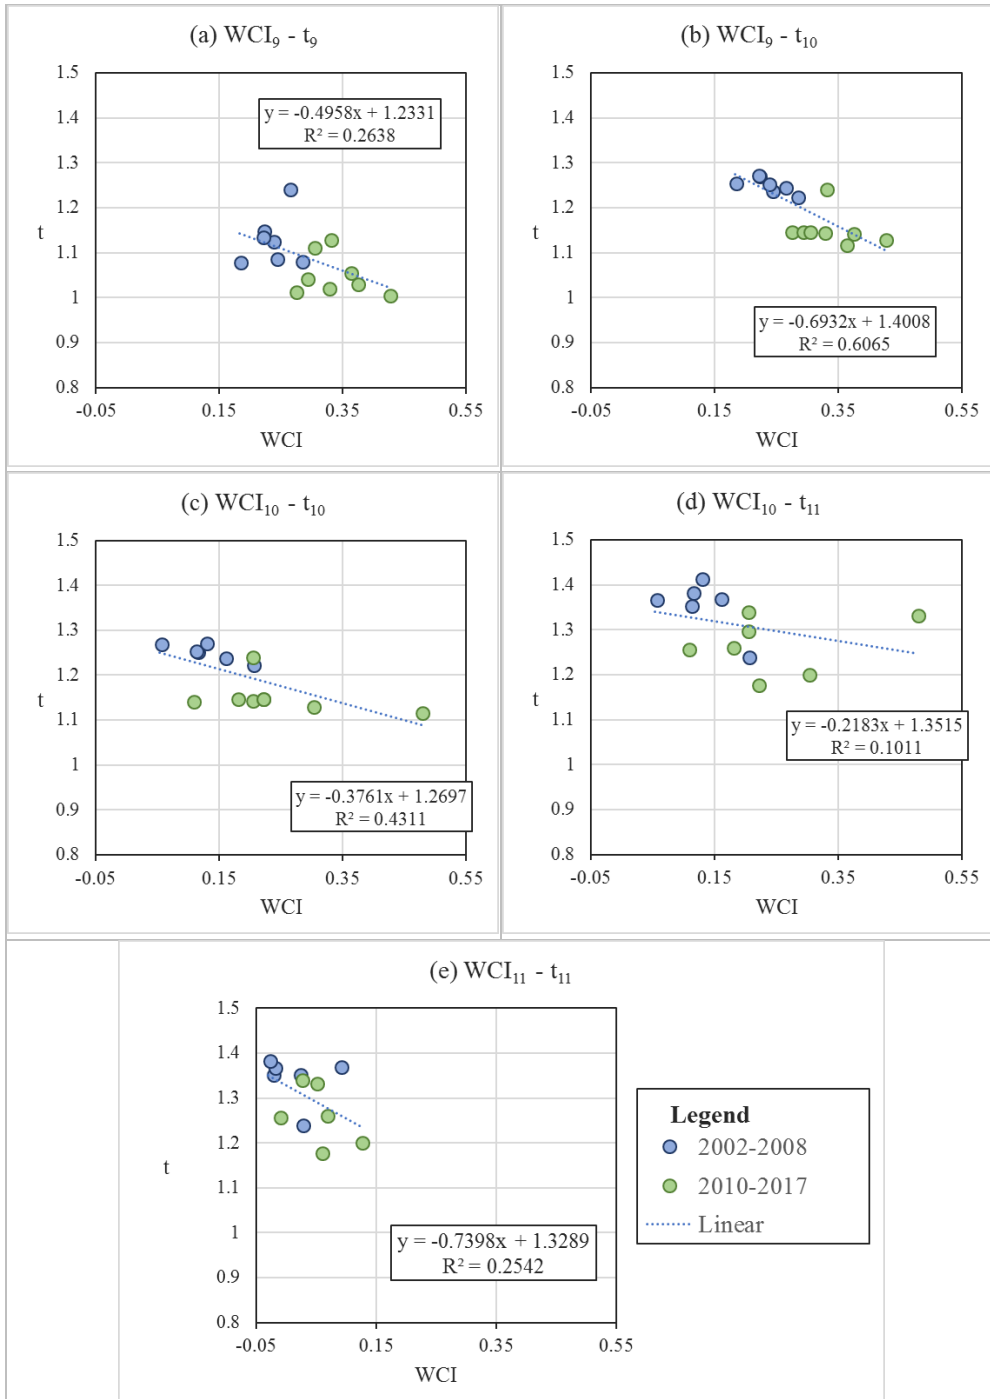 (a) WCI₉ - t₉
1.5
1.4
1.3
1.2
1.1
1
0.9
0.8
t
y = -0.4958x + 1.2331
R² = 0.2638
-0.05 0.15 0.35 0.55
WCI
(b) WCI₉ - t₁₀
1.5
1.4
1.3
1.2
1.1
1
0.9
0.8
t
y = -0.6932x + 1.4008
R² = 0.6065
-0.05 0.15 0.35 0.55
WCI
(c) WCI₁₀ - t₁₀
1.5
1.4
1.3
1.2
1.1
1
0.9
0.8
t
y = -0.3761x + 1.2697
R² = 0.4311
-0.05 0.15 0.35 0.55
WCI
(d) WCI₁₀ - t₁₁
1.5
1.4
1.3
1.2
1.1
1
0.9
0.8
t
y = -0.2183x + 1.3515
R² = 0.1011
-0.05 0.15 0.35 0.55
WCI
(e) WCI₁₁ - t₁₁
1.5
1.4
1.3
1.2
1.1
1
0.9
0.8
t
y = -0.7398x + 1.3289
R² = 0.2542
-0.05 0.15 0.35 0.55
WCI
Legend
2002-2008
2010-2017
Linear